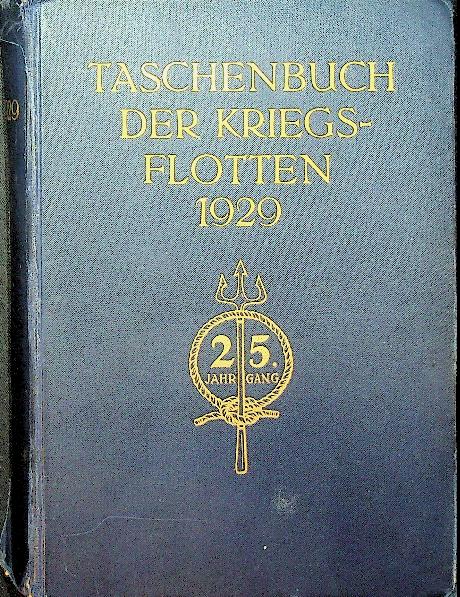 TASCHENBUCH
DER KRIEGS-
FLOTTEN
1929
25.
JAHRGANG